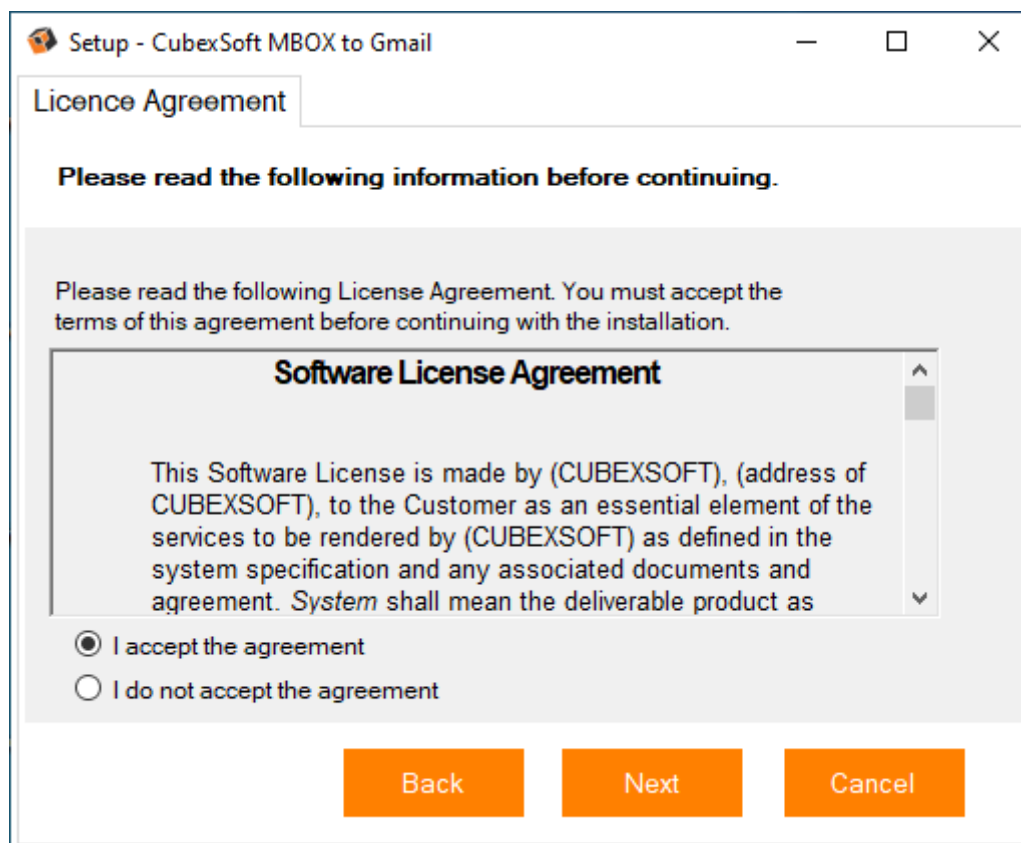 Setup - CubexSoft MBOX to Gmail
Licence Agreement
Please read the following information before continuing.
Please read the following License Agreement. You must accept the
terms of this agreement before continuing with the installation.
Software License Agreement
This Software License is made by (CUBEXSOFT), (address of
CUBEXSOFT), to the Customer as an essential element of the
services to be rendered by (CUBEXSOFT) as defined in the
system specification and any associated documents and
agreement. System shall mean the deliverable product as
I accept the agreement
I do not accept the agreement
Back Next Cancel